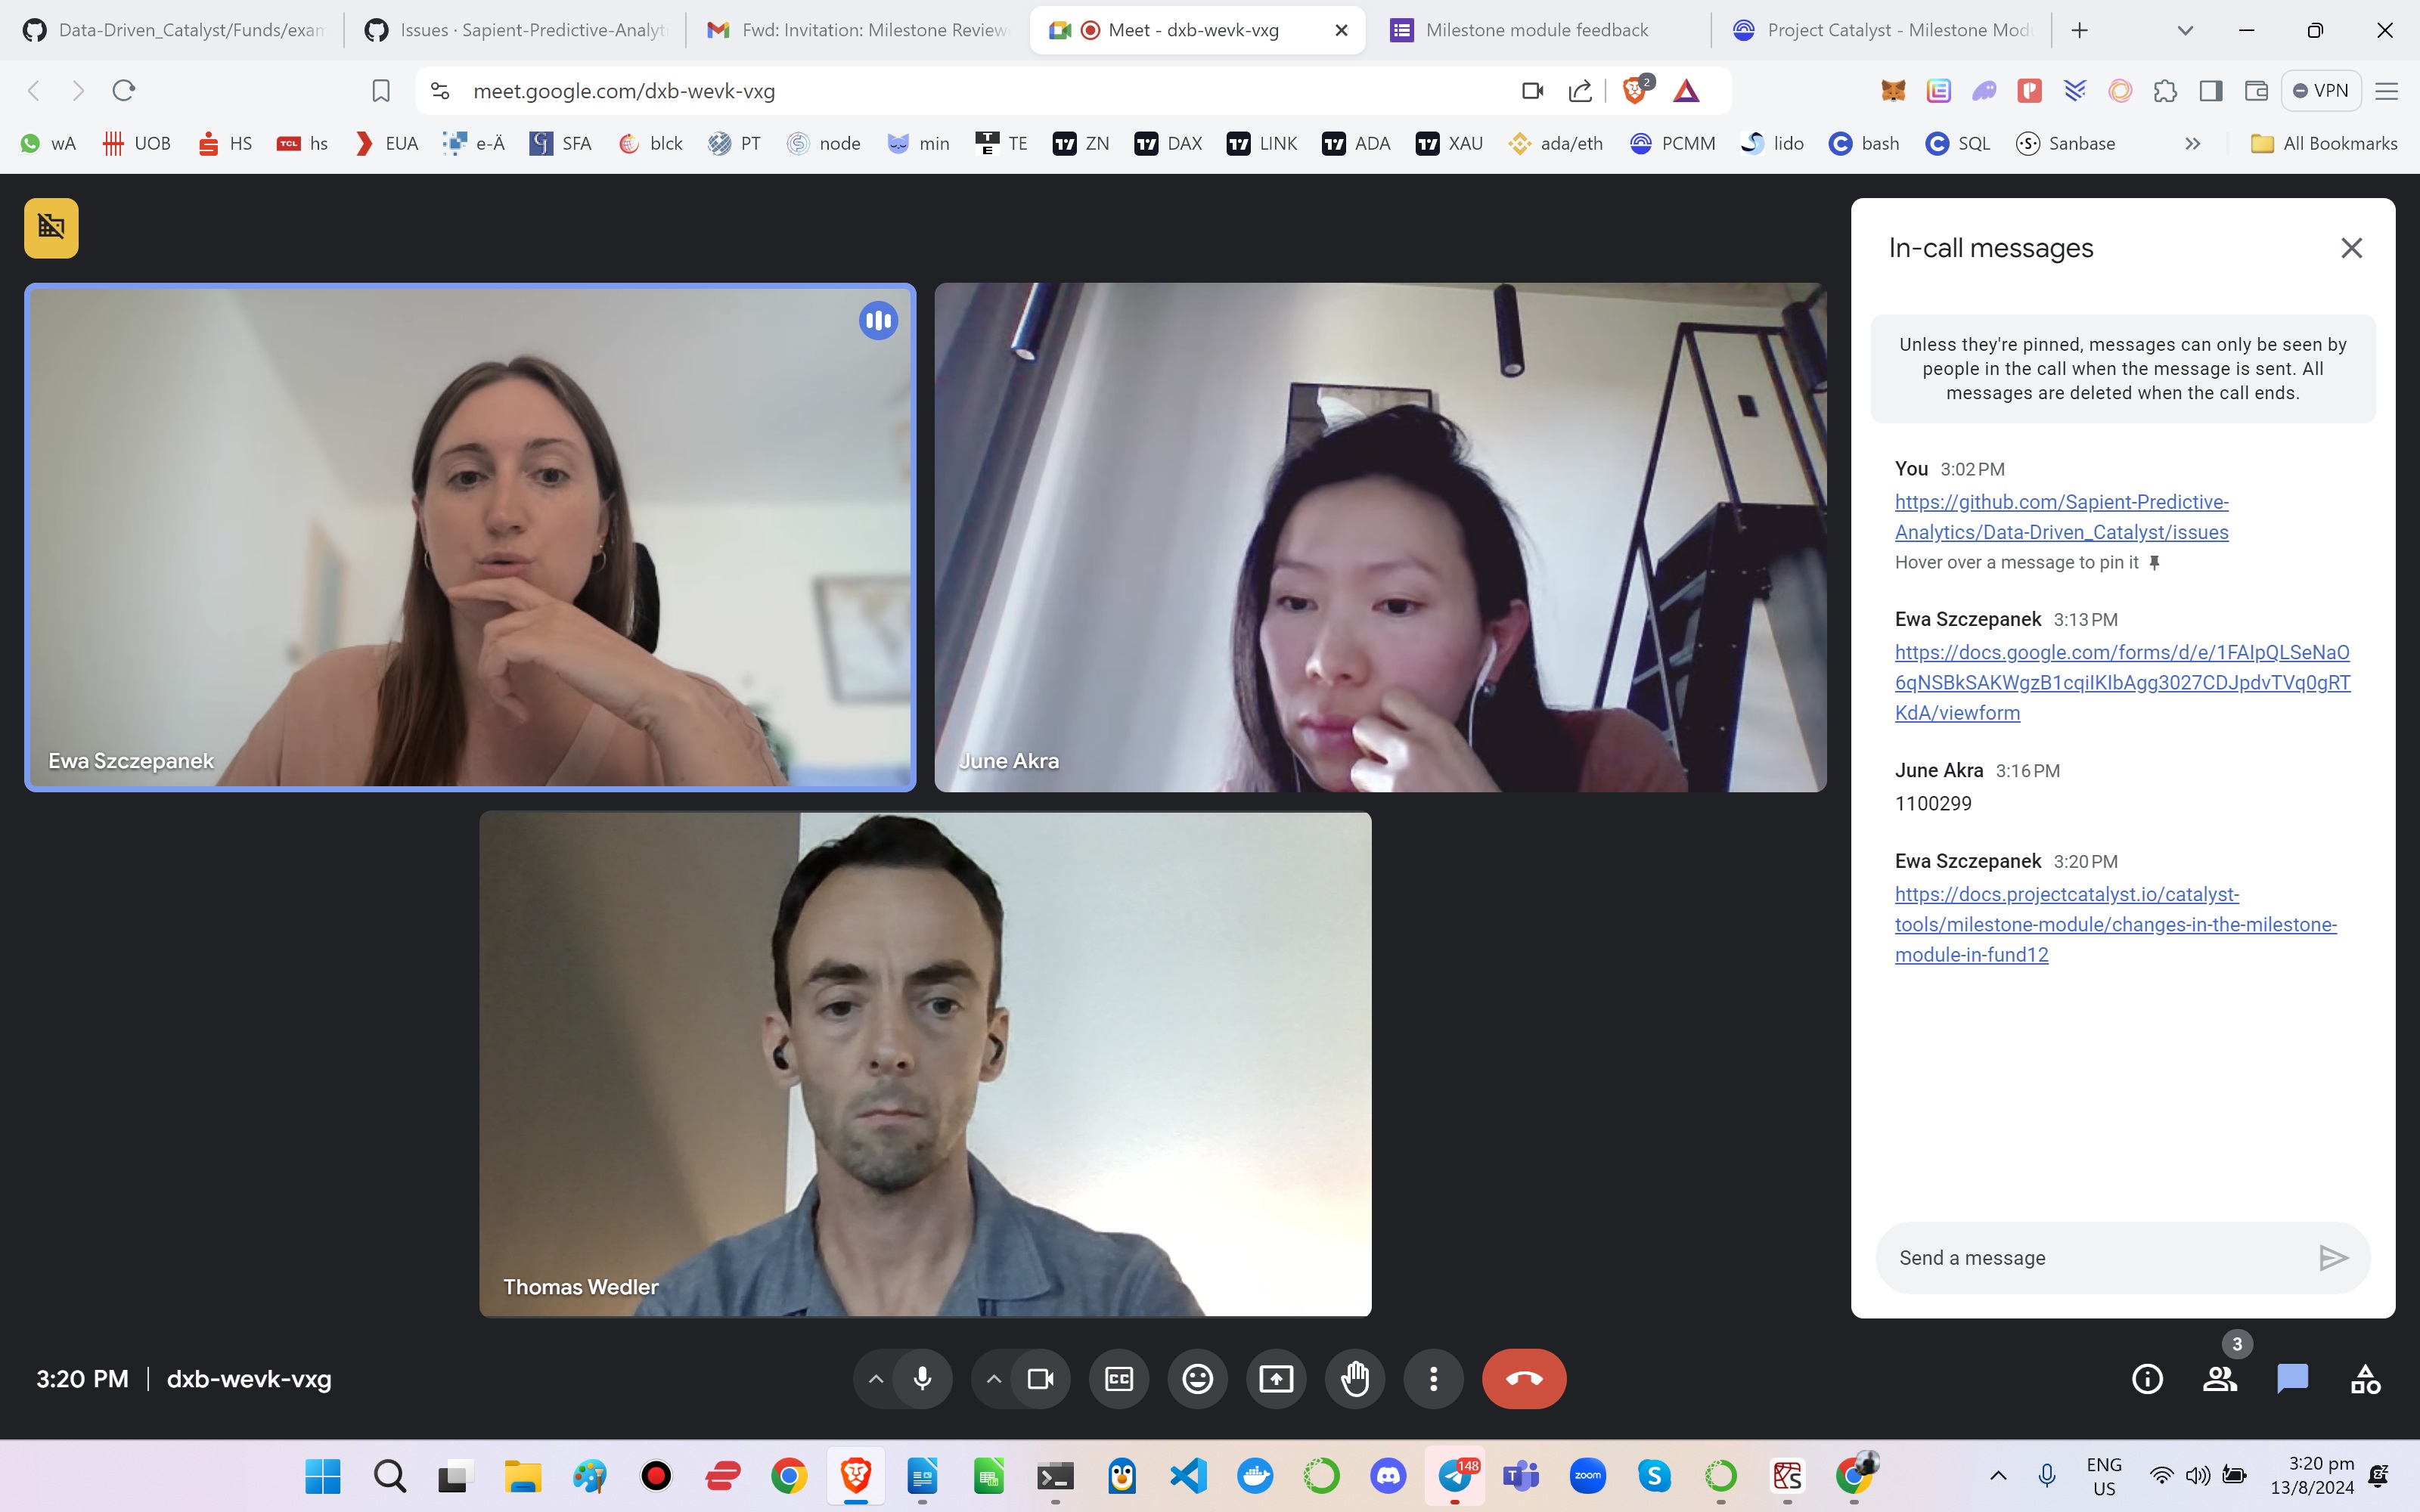 Data-Driven_Catalyst/Funds/exam
Issues · Sapient-Predictive-Analyti
Fwd: Invitation: Milestone Review
Meet - dxb-wevk-vxg
Milestone module feedback
Project Catalyst - Milestone Modu
meet.google.com/dxb-wevk-vxg
2
VPN
wA
UOB
HS
TCL
hs
EUA
e-Ä
SFA
blck
PT
node
min
TE
ZN
DAX
LINK
ADA
XAU
ada/eth
PCMM
lido
bash
SQL
Sanbase
All Bookmarks
Ewa Szczepanek
June Akra
Thomas Wedler
In-call messages
Unless they're pinned, messages can only be seen by
people in the call when the message is sent. All
messages are deleted when the call ends.
You 3:02 PM
https://github.com/Sapient-Predictive-
Analytics/Data-Driven_Catalyst/issues
Hover over a message to pin it
Ewa Szczepanek 3:13 PM
https://docs.google.com/forms/d/e/1FAIpQLSeNaO
6qNSBkSAKWgzB1cqilKIbAgg3027CDJpdvTVq0gRT
KdA/viewform
June Akra 3:16 PM
1100299
Ewa Szczepanek 3:20 PM
https://docs.projectcatalyst.io/catalyst-
tools/milestone-module/changes-in-the-milestone-
module-in-fund12
Send a message
3:20 PM
dxb-wevk-vxg
CC
3
148
zoom
ENG
US
3:20 pm
13/8/2024